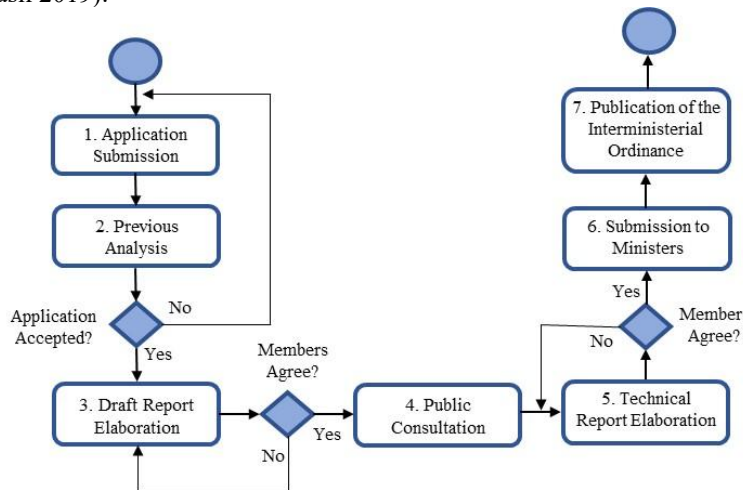 1. Application
Submission
2. Previous
Analysis
Application
Accepted?
No
Yes
3. Draft Report
Elaboration
Members
Agree?
Yes
No
4. Public
Consultation
5. Technical
Report Elaboration
Member
Agree?
No
Yes
6. Submission to
Ministers
7. Publication of the
Interministerial
Ordinance